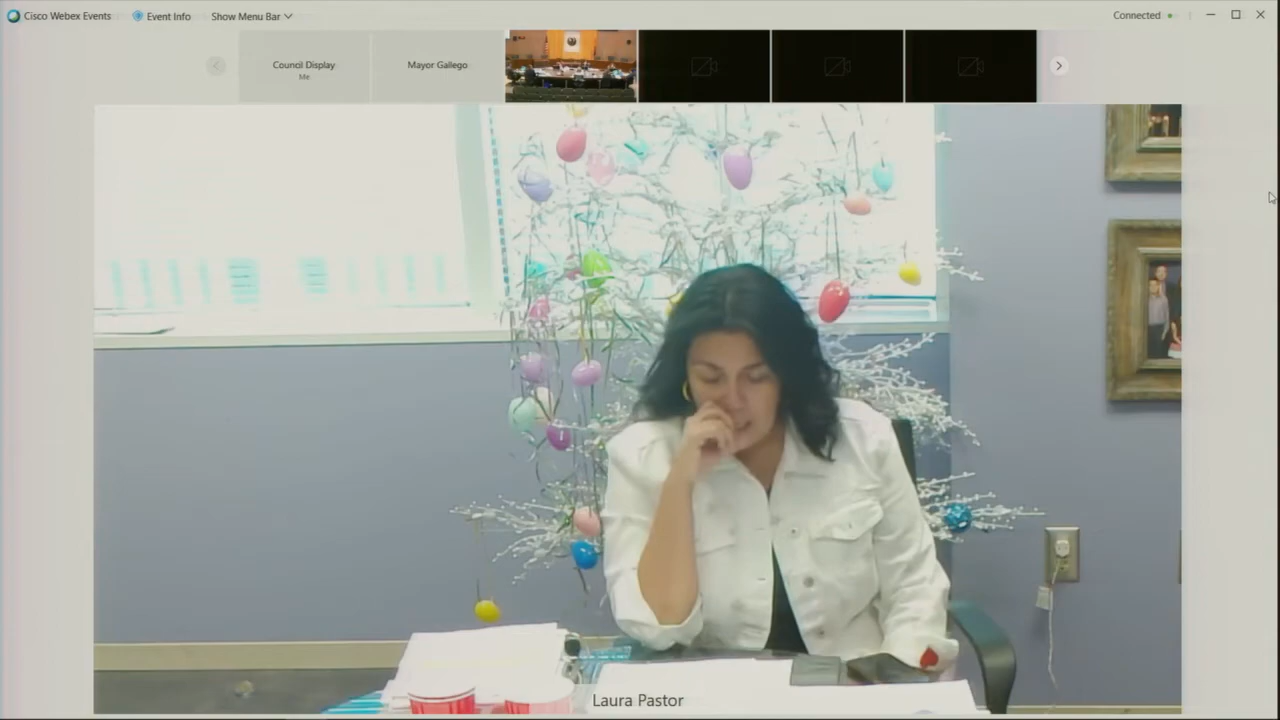 Cisco Webex Events
Event Info
Show Menu Bar
Connected
Council Display
Me
Mayor Gallego
Laura Pastor